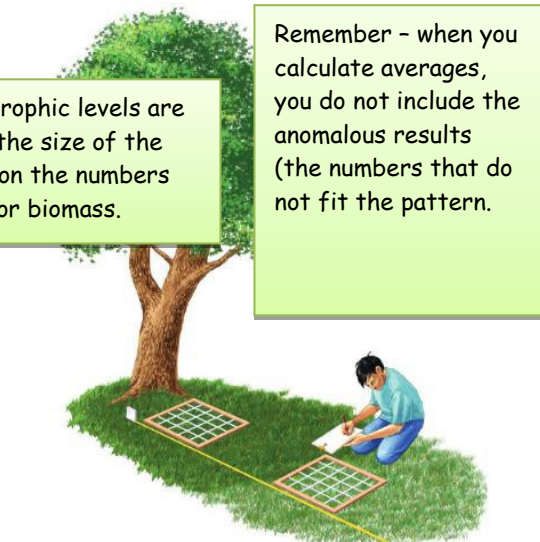 rophic levels are
the size of the
on the numbers
or biomass.
Remember – when you
calculate averages,
you do not include the
anomalous results
(the numbers that do
not fit the pattern.